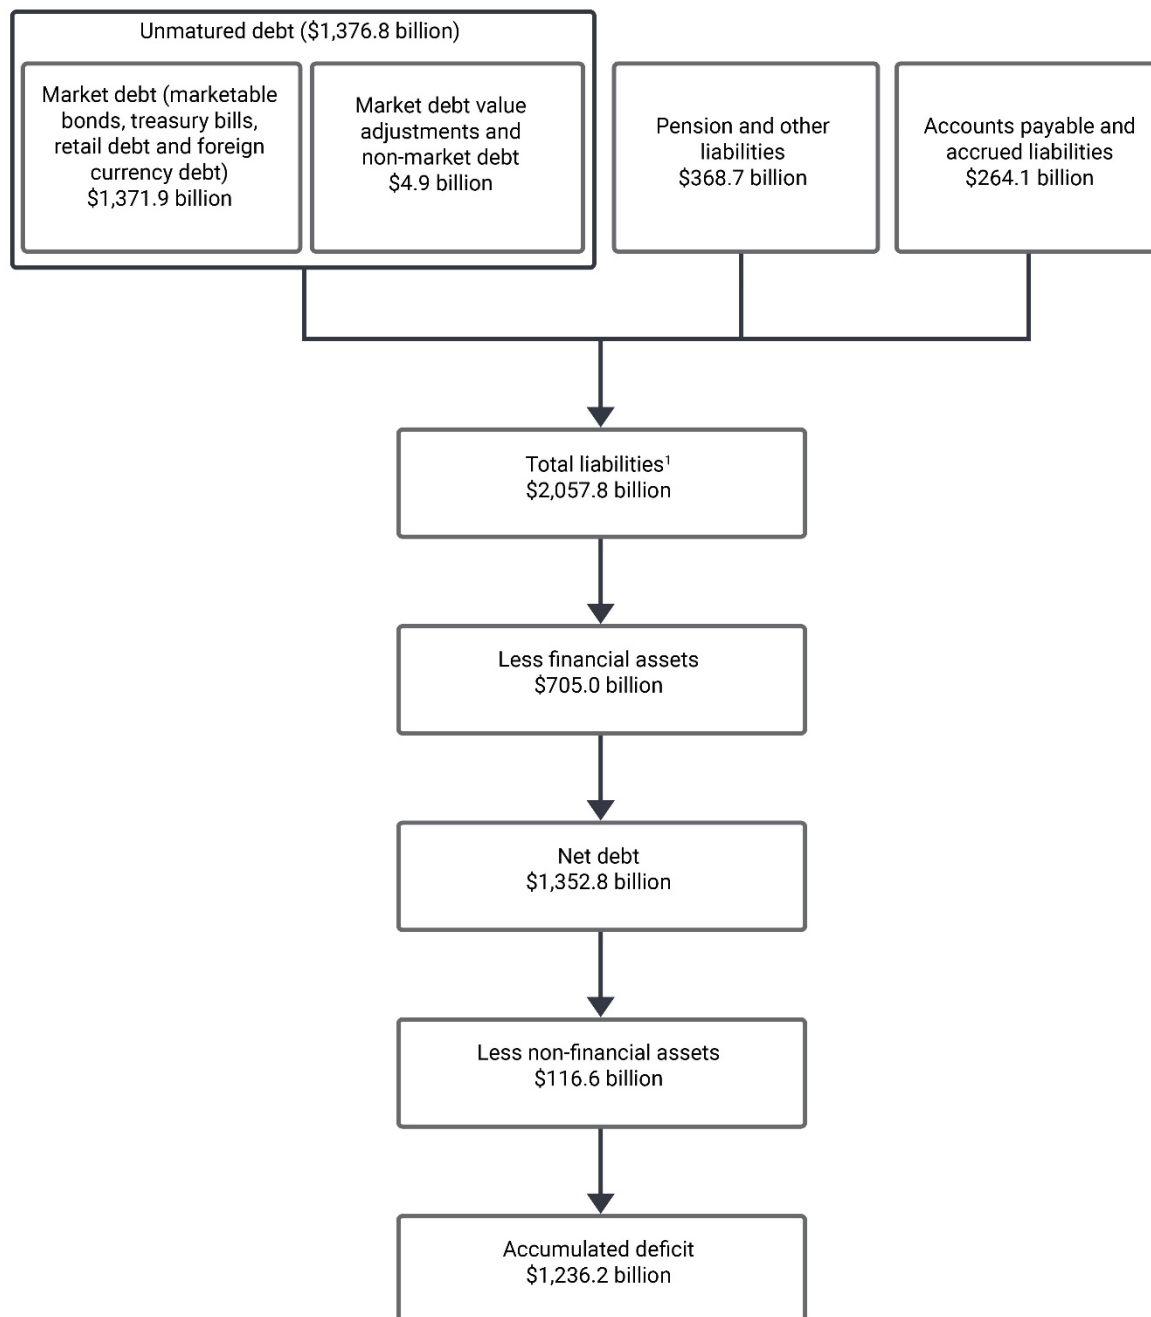 Unmatured debt ($1,376.8 billion)
Market debt (marketable
bonds, treasury bills,
retail debt and foreign
currency debt)
$1,371.9 billion
Market debt value
adjustments and
non-market debt
$4.9 billion
Pension and other
liabilities
$368.7 billion
Accounts payable and
accrued liabilities
$264.1 billion
Total liabilities¹
$2,057.8 billion
Less financial assets
$705.0 billion
Net debt
$1,352.8 billion
Less non-financial assets
$116.6 billion
Accumulated deficit
$1,236.2 billion